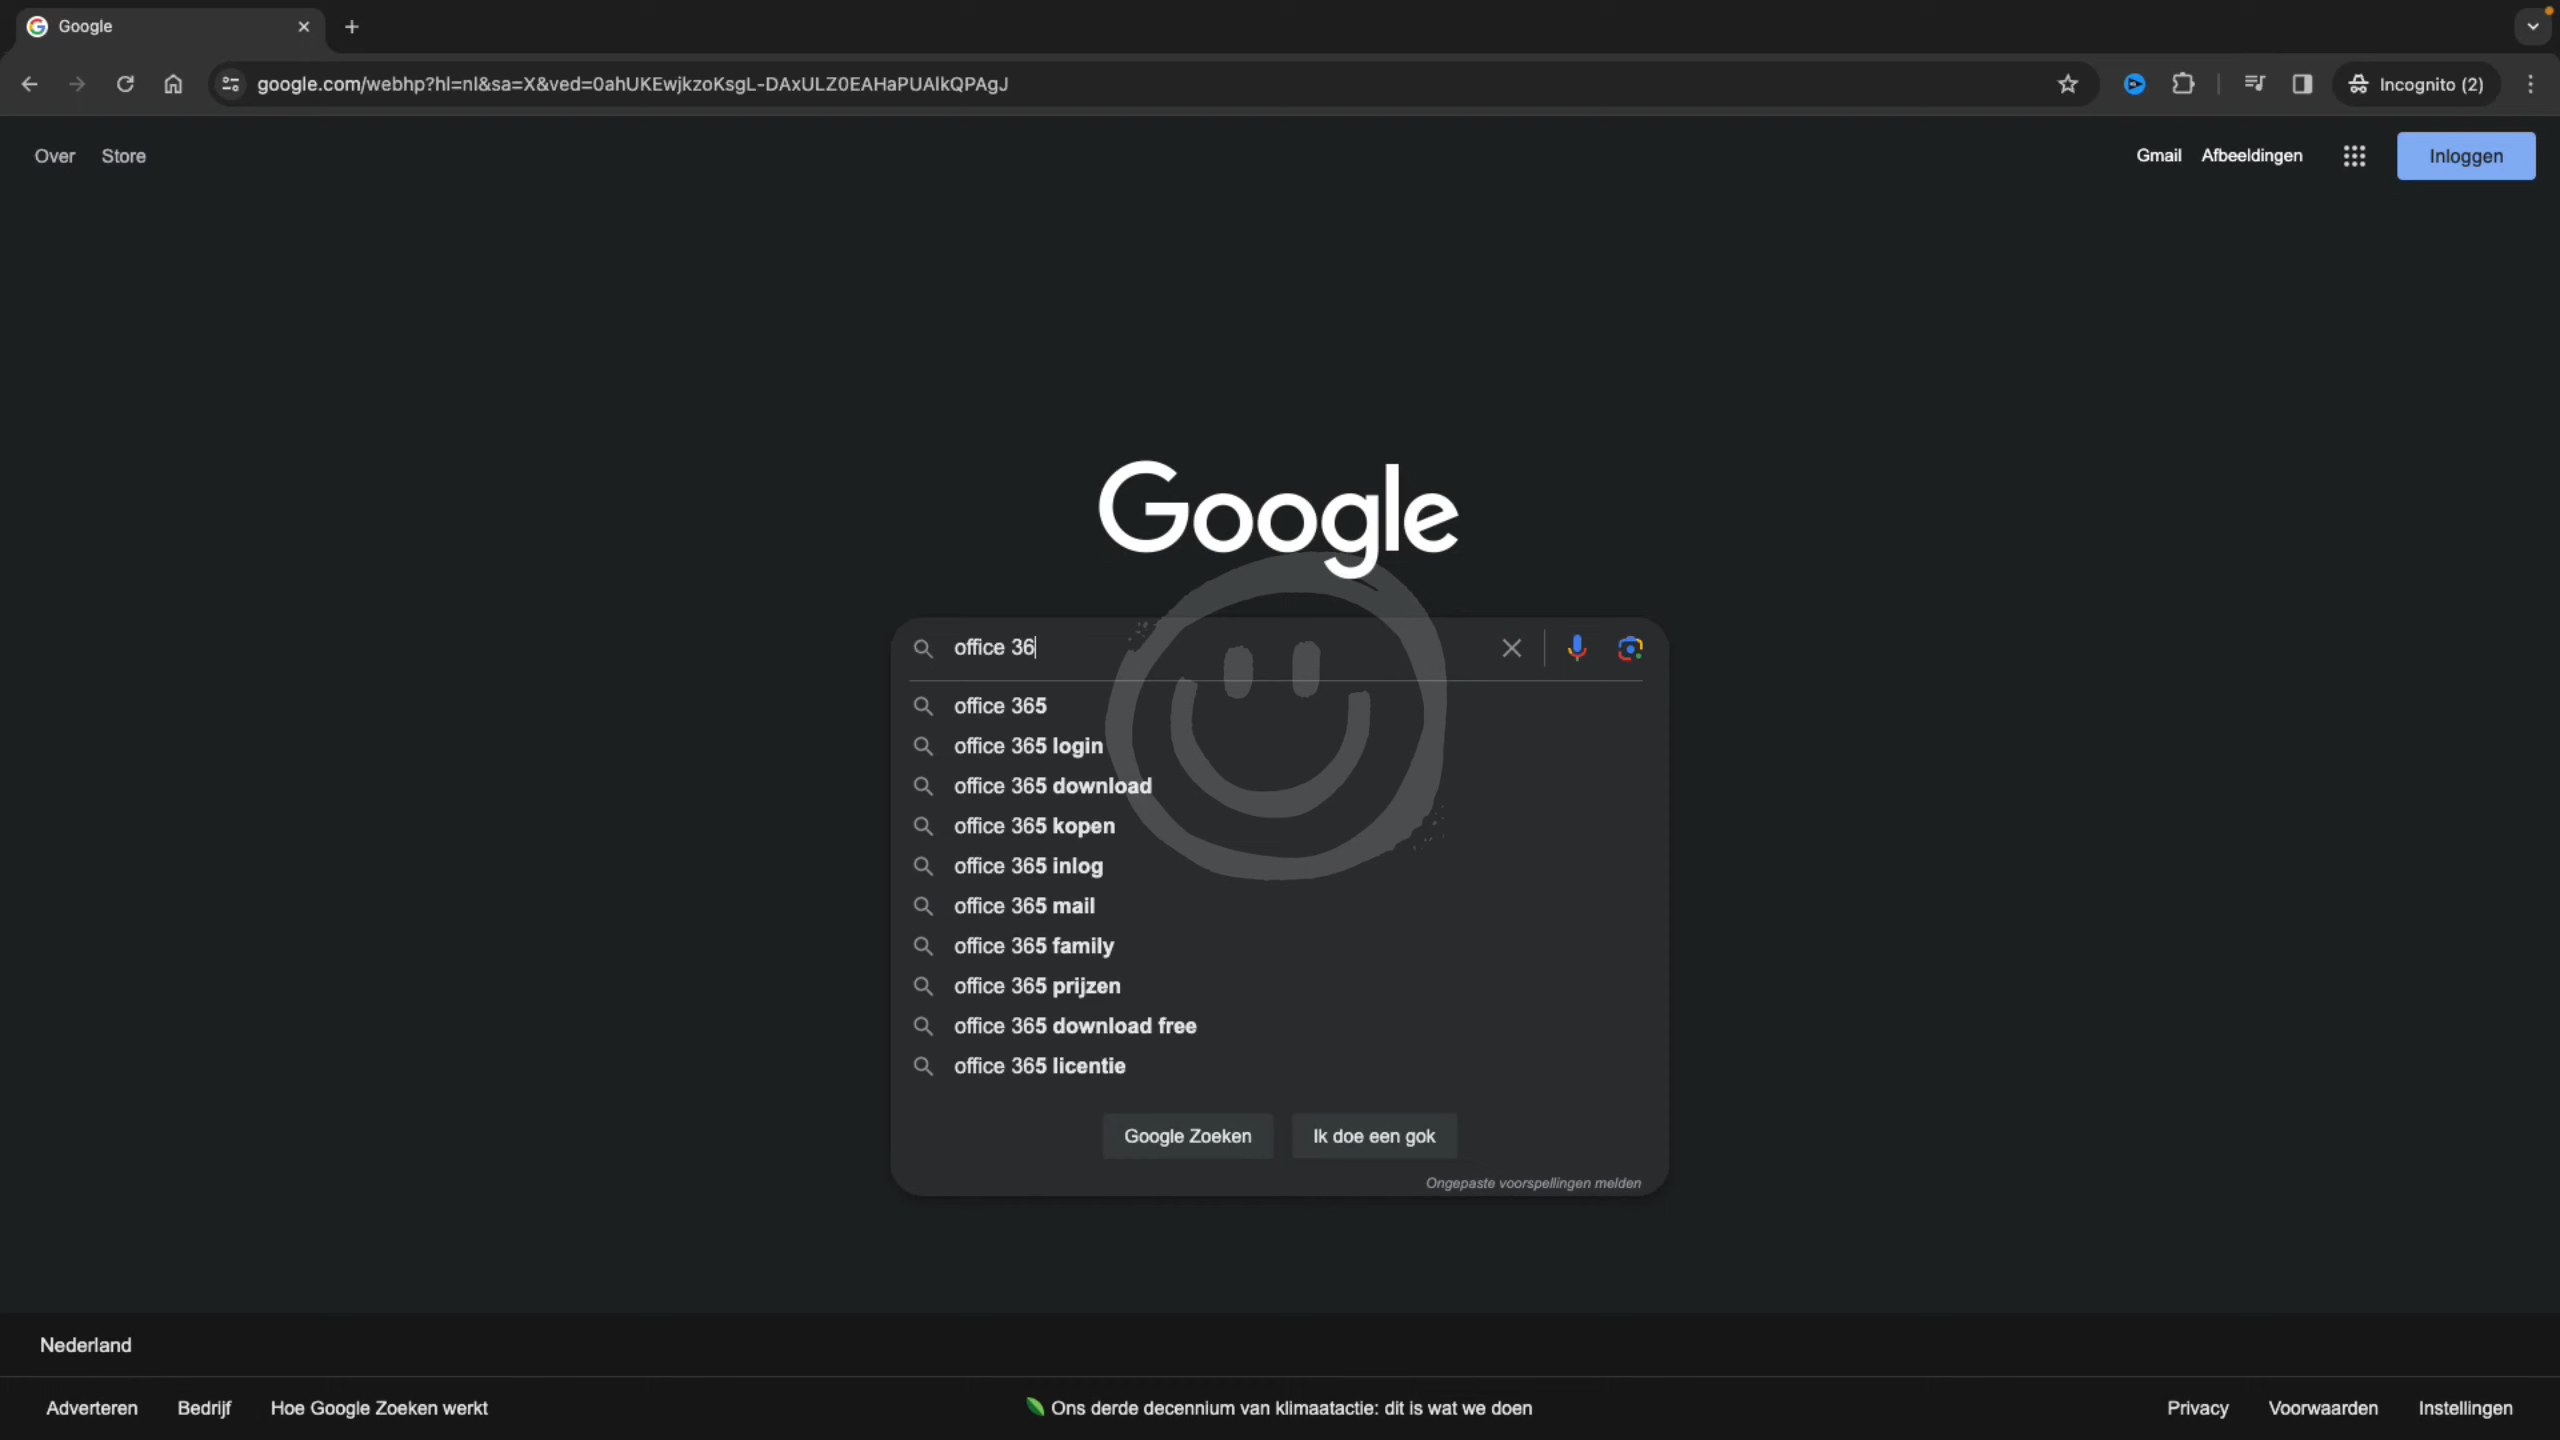 Google
google.com/webhp?hl=nl&sa=X&ved=0ahUKEwjkzoKsgL-DAxULZ0EAHaPUAlkQPAgJ
Incognito (2)
Over Store
Gmail Afbeeldingen Inloggen
Google
office 36
office 365
office 365 login
office 365 download
office 365 kopen
office 365 inlog
office 365 mail
office 365 family
office 365 prijzen
office 365 download free
office 365 licentie
Google Zoeken Ik doe een gok
Ongepaste voorspellingen melden
Nederland
Adverteren Bedrijf Hoe Google Zoeken werkt Ons derde decennium van klimaatactie: dit is wat we doen Privacy Voorwaarden Instellingen